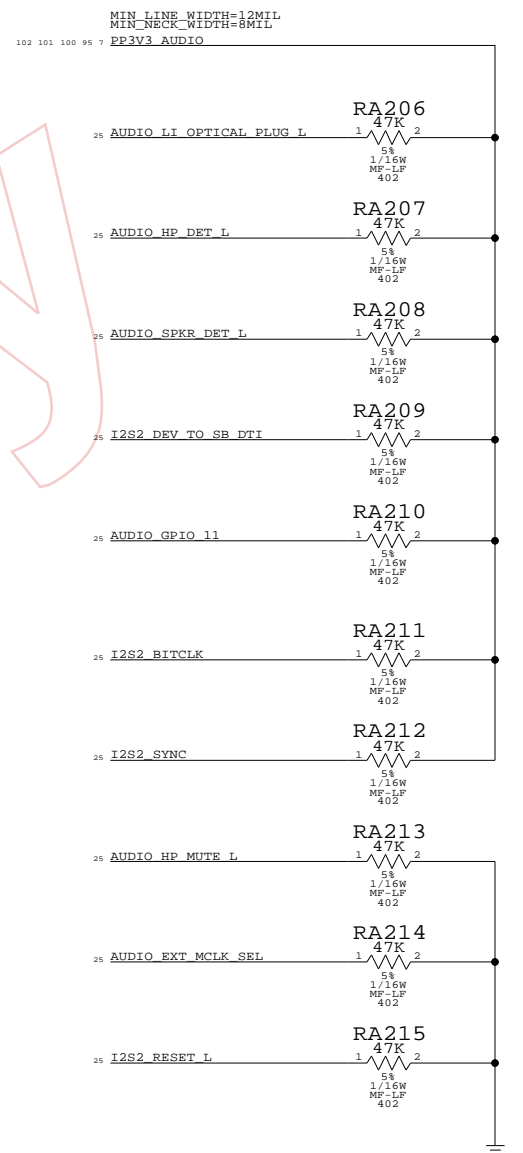 MIN_LINE_WIDTH=12MIL
MIN_NECK_WIDTH=8MIL
102 101 100 95 7 PP3V3_AUDIO
RA206
47K
25 AUDIO_LI_OPTICAL_PLUG_L 1 2
5%
1/16W
MF-LF
402
RA207
47K
25 AUDIO_HP_DET_L 1 2
5%
1/16W
MF-LF
402
RA208
47K
25 AUDIO_SPKR_DET_L 1 2
5%
1/16W
MF-LF
402
RA209
47K
25 I2S2_DEV_TO_SB_DTI 1 2
5%
1/16W
MF-LF
402
RA210
47K
25 AUDIO_GPIO_11 1 2
5%
1/16W
MF-LF
402
RA211
47K
25 I2S2_BITCLK 1 2
5%
1/16W
MF-LF
402
RA212
47K
25 I2S2_SYNC 1 2
5%
1/16W
MF-LF
402
RA213
47K
25 AUDIO_HP_MUTE_L 1 2
5%
1/16W
MF-LF
402
RA214
47K
25 AUDIO_EXT_MCLK_SEL 1 2
5%
1/16W
MF-LF
402
RA215
47K
25 I2S2_RESET_L 1 2
5%
1/16W
MF-LF
402
y